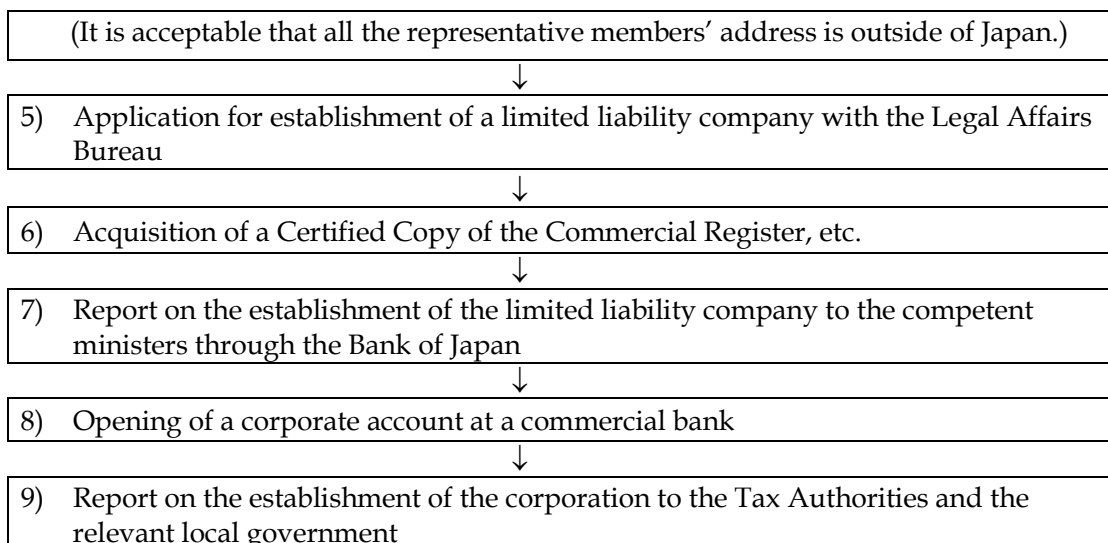 (It is acceptable that all the representative members’ address is outside of Japan.)
↓
5) Application for establishment of a limited liability company with the Legal Affairs
Bureau
↓
6) Acquisition of a Certified Copy of the Commercial Register, etc.
↓
7) Report on the establishment of the limited liability company to the competent
ministers through the Bank of Japan
↓
8) Opening of a corporate account at a commercial bank
↓
9) Report on the establishment of the corporation to the Tax Authorities and the
relevant local government